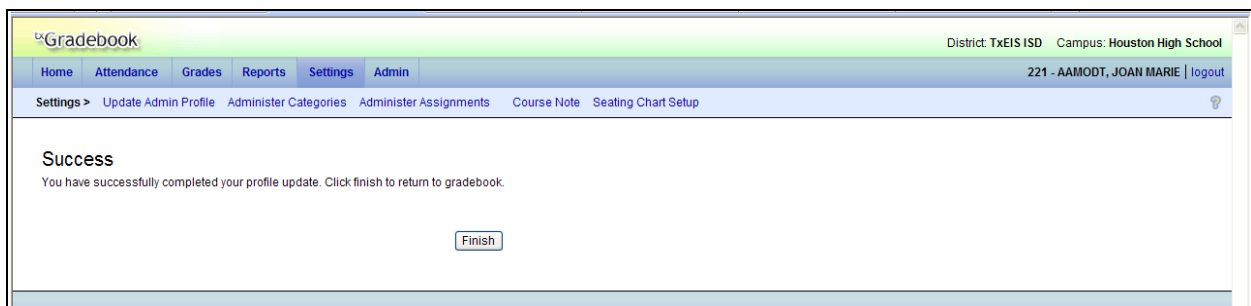 txGradebook
District: TxEIS ISD Campus: Houston High School
Home Attendance Grades Reports Settings Admin
221 - AAMODT, JOAN MARIE | logout
Settings > Update Admin Profile Administer Categories Administer Assignments Course Note Seating Chart Setup ?
Success
You have successfully completed your profile update. Click finish to return to gradebook.
Finish